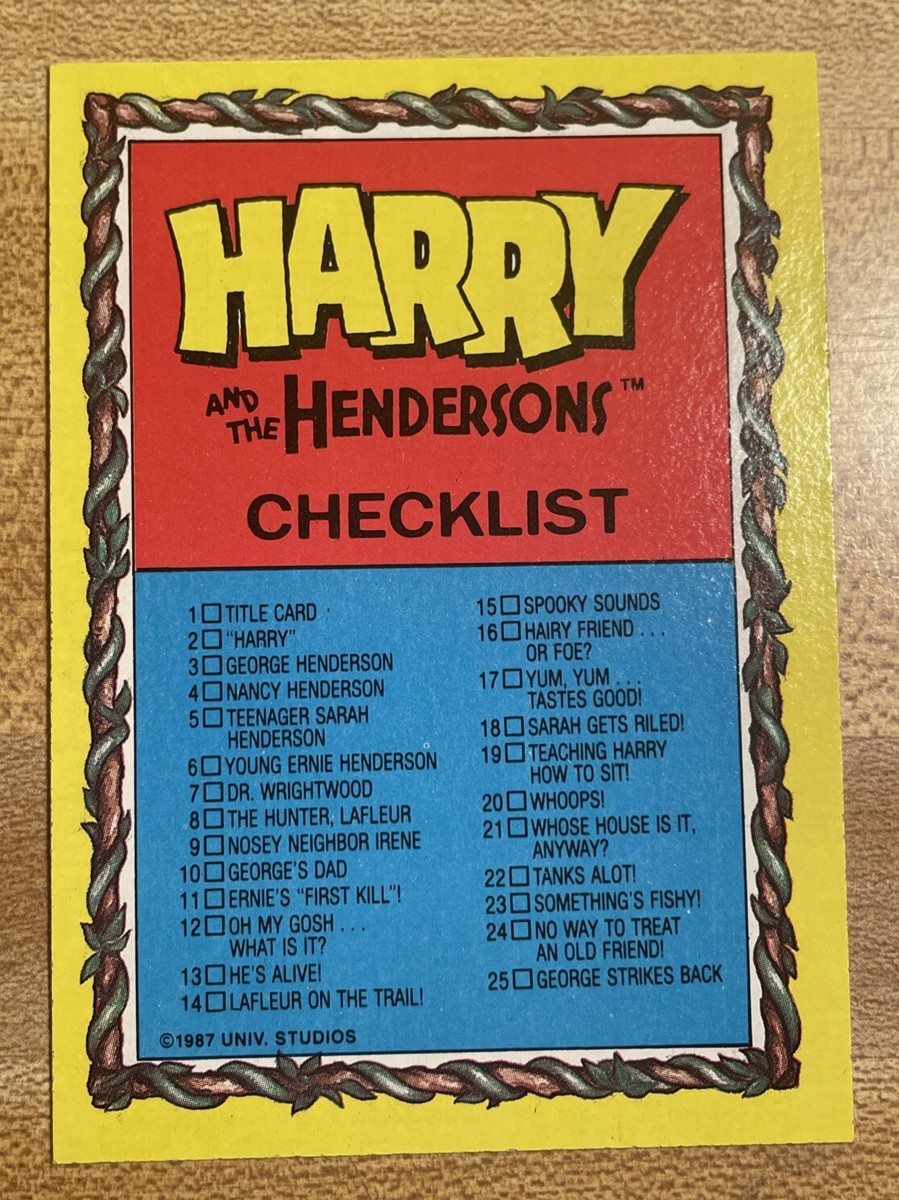 HARRY
AND THE HENDERSONS™
CHECKLIST
1 □ TITLE CARD
2 □ "HARRY"
3 □ GEORGE HENDERSON
4 □ NANCY HENDERSON
5 □ TEENAGER SARAH
HENDERSON
6 □ YOUNG ERNIE HENDERSON
7 □ DR. WRIGHTWOOD
8 □ THE HUNTER, LAFLEUR
9 □ NOSEY NEIGHBOR IRENE
10 □ GEORGE'S DAD
11 □ ERNIE'S "FIRST KILL"!
12 □ OH MY GOSH . . .
WHAT IS IT?
13 □ HE'S ALIVE!
14 □ LAFLEUR ON THE TRAIL!
15 □ SPOOKY SOUNDS
16 □ HAIRY FRIEND . . .
OR FOE?
17 □ YUM, YUM . . .
TASTES GOOD!
18 □ SARAH GETS RILED!
19 □ TEACHING HARRY
HOW TO SIT!
20 □ WHOOPS!
21 □ WHOSE HOUSE IS IT,
ANYWAY?
22 □ TANKS ALOT!
23 □ SOMETHING'S FISHY!
24 □ NO WAY TO TREAT
AN OLD FRIEND!
25 □ GEORGE STRIKES BACK
©1987 UNIV. STUDIOS